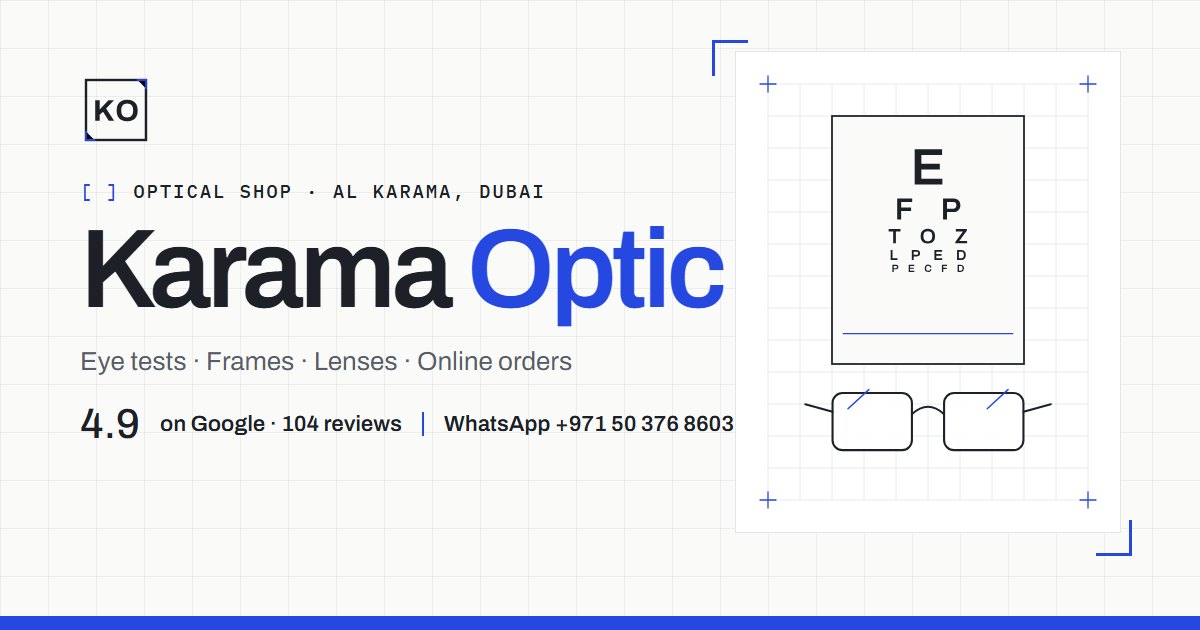 KO
[ ] OPTICAL SHOP · AL KARAMA, DUBAI
Karama Optic
Eye tests · Frames · Lenses · Online orders
4.9 on Google · 104 reviews | WhatsApp +971 50 376 8603
E
F P
T O Z
L P E D
P E C F D